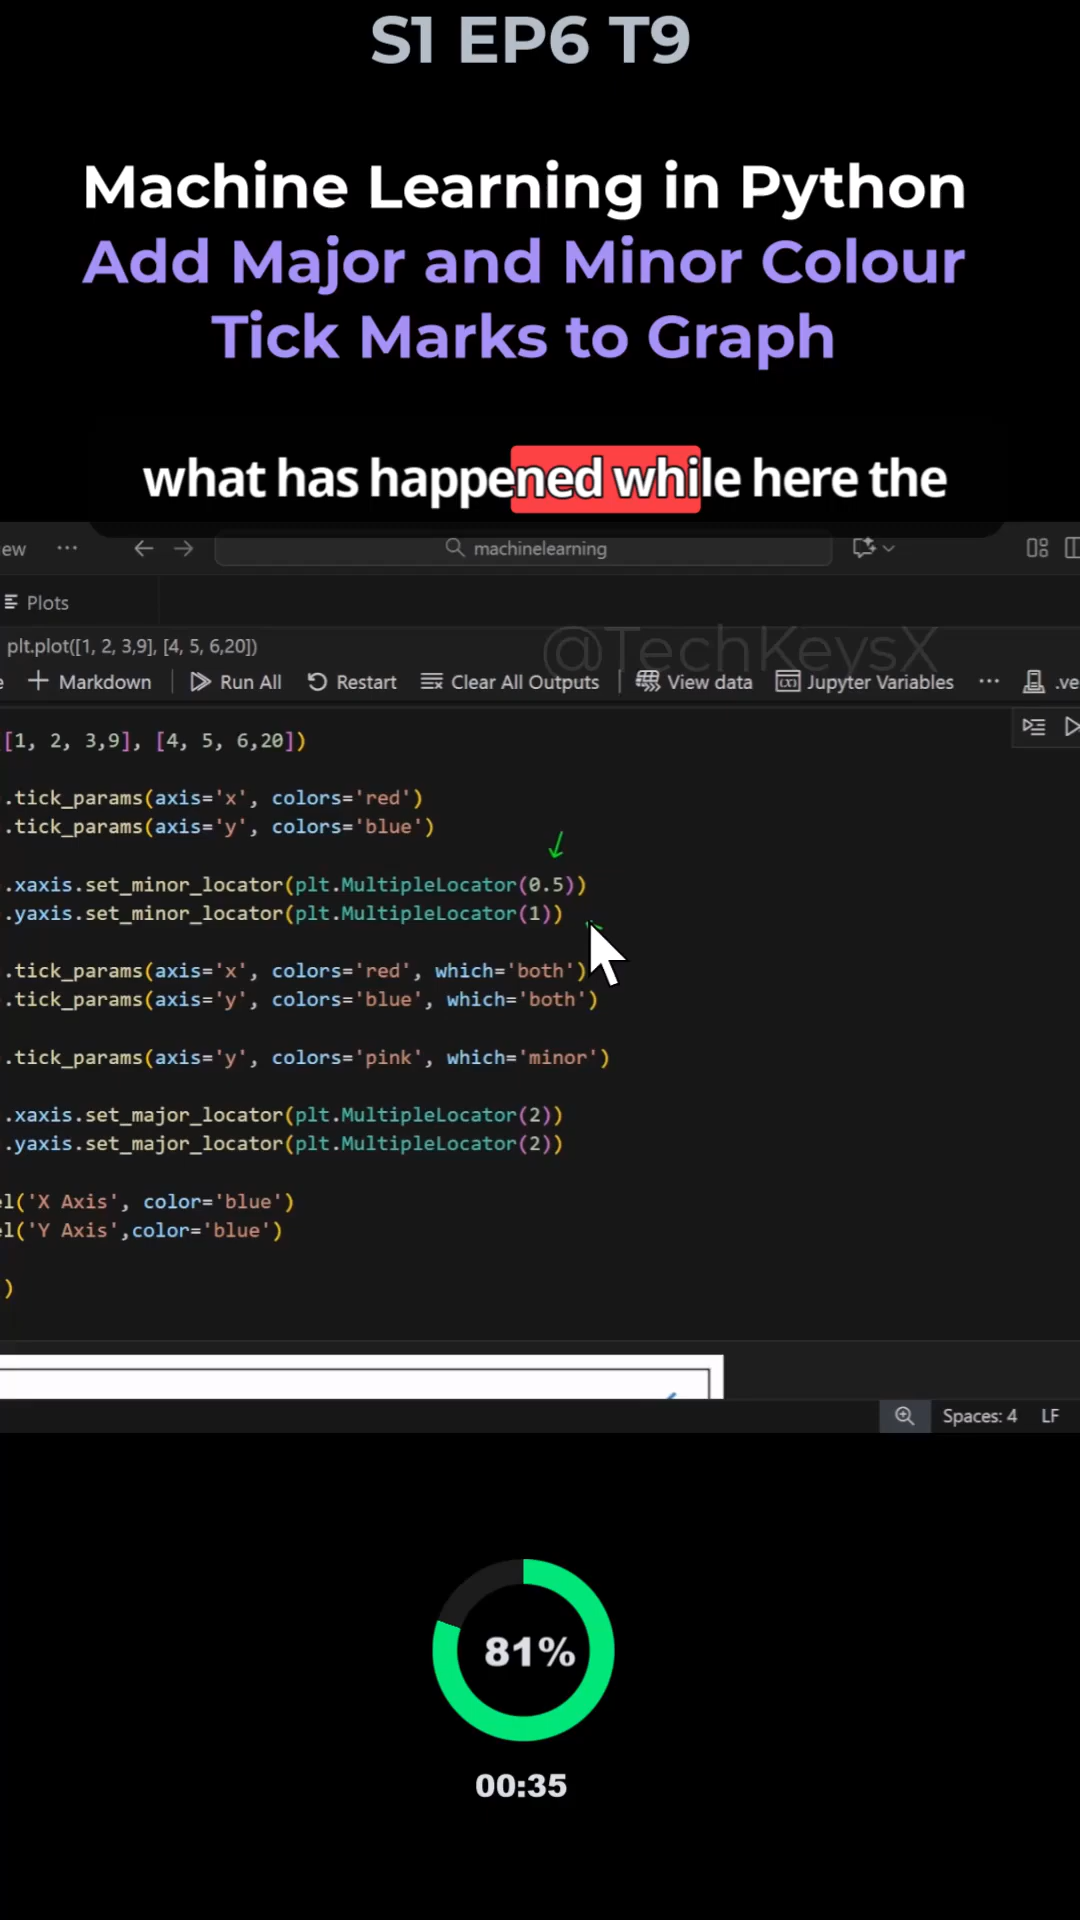 S1 EP6 T9
Machine Learning in Python
Add Major and Minor Colour
Tick Marks to Graph
what has happened while here the
ew ··· machinelearning
Plots
@TechKeysX
plt.plot([1, 2, 3,9], [4, 5, 6,20])
+ Markdown Run All Restart Clear All Outputs View data Jupyter Variables ··· .ve
[1, 2, 3,9], [4, 5, 6,20])
.tick_params(axis='x', colors='red')
.tick_params(axis='y', colors='blue')
.xaxis.set_minor_locator(plt.MultipleLocator(0.5))
.yaxis.set_minor_locator(plt.MultipleLocator(1))
.tick_params(axis='x', colors='red', which='both')
.tick_params(axis='y', colors='blue', which='both')
.tick_params(axis='y', colors='pink', which='minor')
.xaxis.set_major_locator(plt.MultipleLocator(2))
.yaxis.set_major_locator(plt.MultipleLocator(2))
el('X Axis', color='blue')
el('Y Axis',color='blue')
)
Spaces: 4 LF
81%
00:35